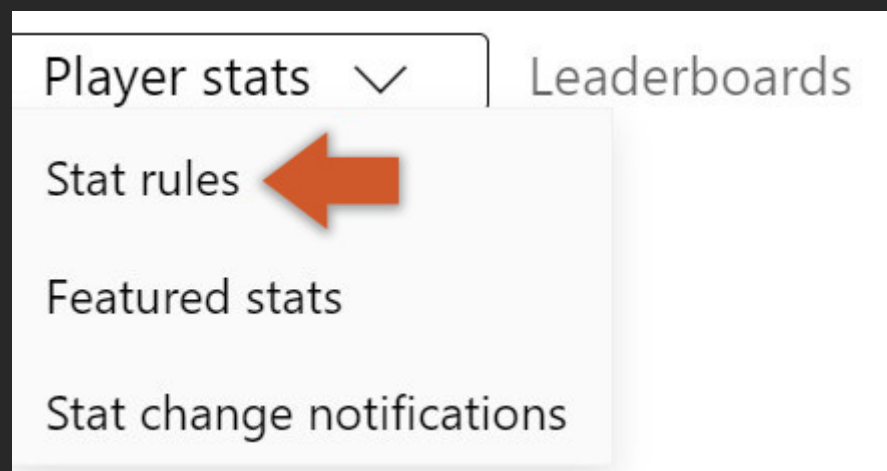 Player stats Leaderboards
Stat rules
Featured stats
Stat change notifications